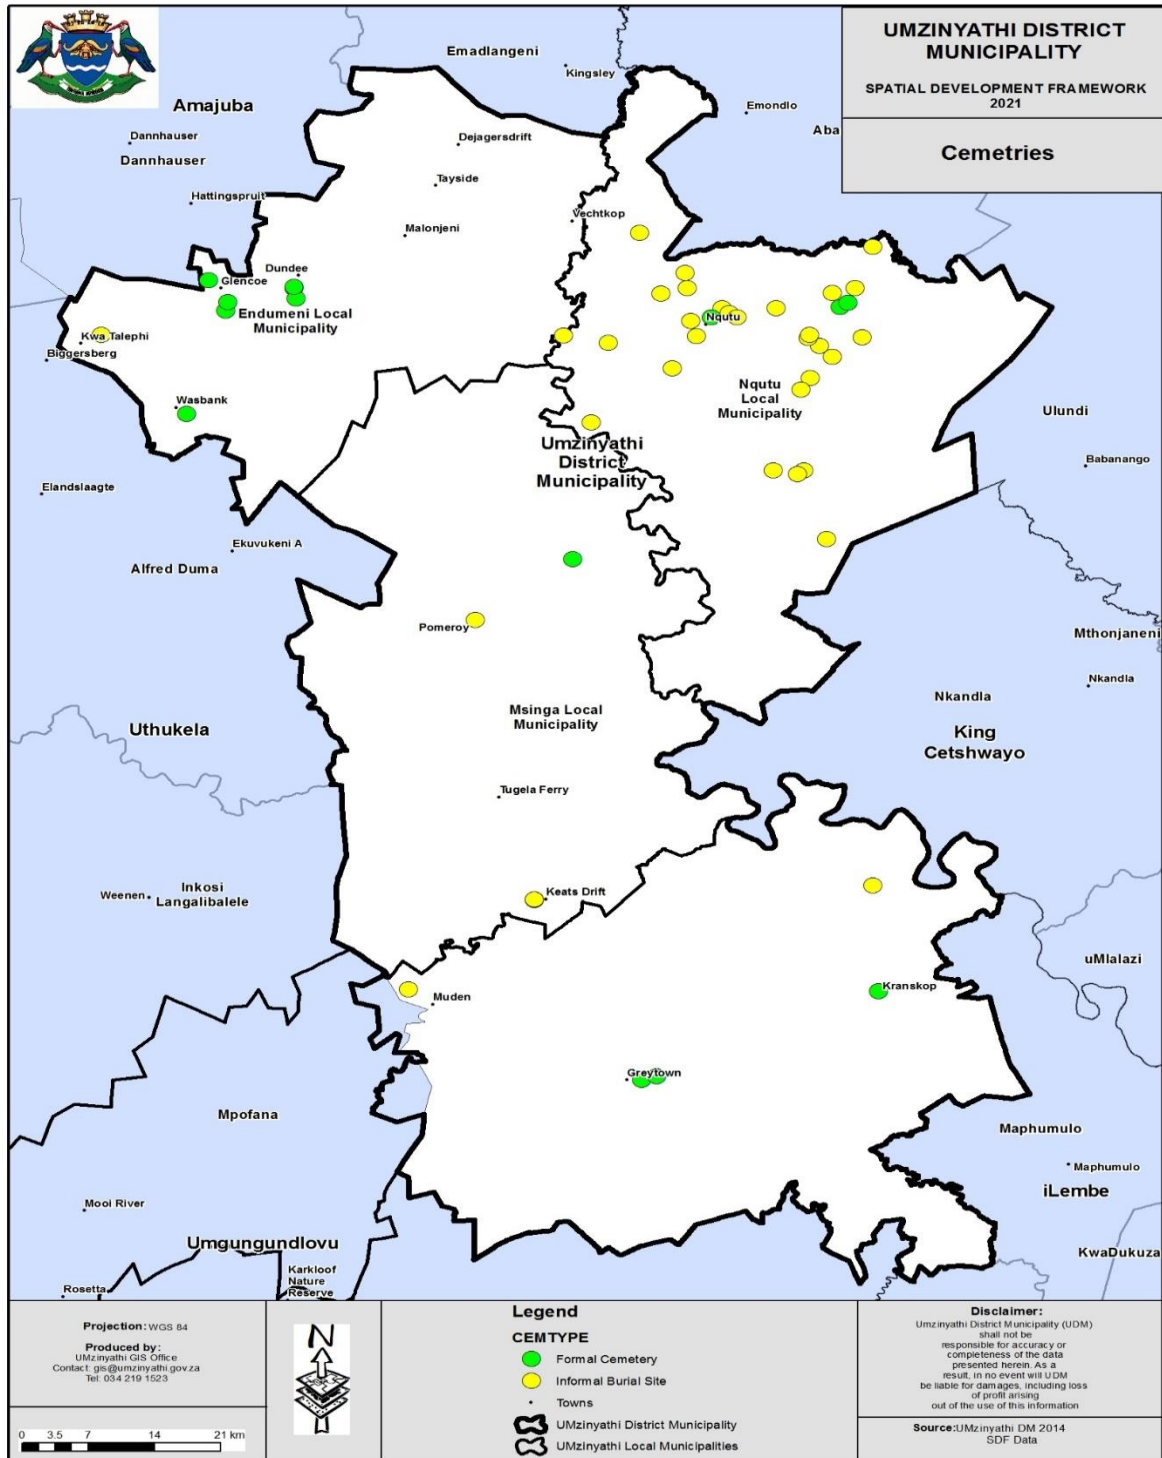 UMZINYATHI DISTRICT
MUNICIPALITY
SPATIAL DEVELOPMENT FRAMEWORK
2021
Cemetries
Emadlangeni
Kingsley
Amajuba
Emondlo
Aba
Dannhauser
Dannhauser
Dejagersdrift
Tayside
Hattingspruit
Vechtkop
Malonjeni
Dundee
Glencoe
Endumeni Local
Municipality
Nqutu
Kwa Talephi
Biggersberg
Nqutu
Local
Municipality
Wasbank
Ulundi
Umzinyathi
District
Municipality
Babanango
Elandslaagte
Ekuvukeni A
Alfred Duma
Pomeroy
Mthonjaneni
Nkandla
Nkandla
Msinga Local
Municipality
Uthukela
King
Cetshwayo
Tugela Ferry
Weenen
Inkosi
Langalibalele
Keats Drift
uMlalazi
Kranskop
Muden
Greytown
Mpofana
Maphumulo
Maphumulo
iLembe
Mooi River
Umgungundlovu
KwaDukuza
Karkloof
Nature
Reserve
Rosetta
Projection: WGS 84
Produced by:
UMzinyathi GIS Office
Contact: gis@umzinyathi.gov.za
Tel: 034 219 1523
0 3.5 7 14 21 km
N
Legend
CEMTYPE
Formal Cemetery
Informal Burial Site
Towns
UMzinyathi District Municipality
UMzinyathi Local Municipalities
Disclaimer:
Umzinyathi District Municipality (UDM)
shall not be
responsible for accuracy or
completeness of the data
presented herein. As a
result, in no event will UDM
be liable for damages, including loss
of profit arising
out of the use of this information
Source:UMzinyathi DM 2014
SDF Data